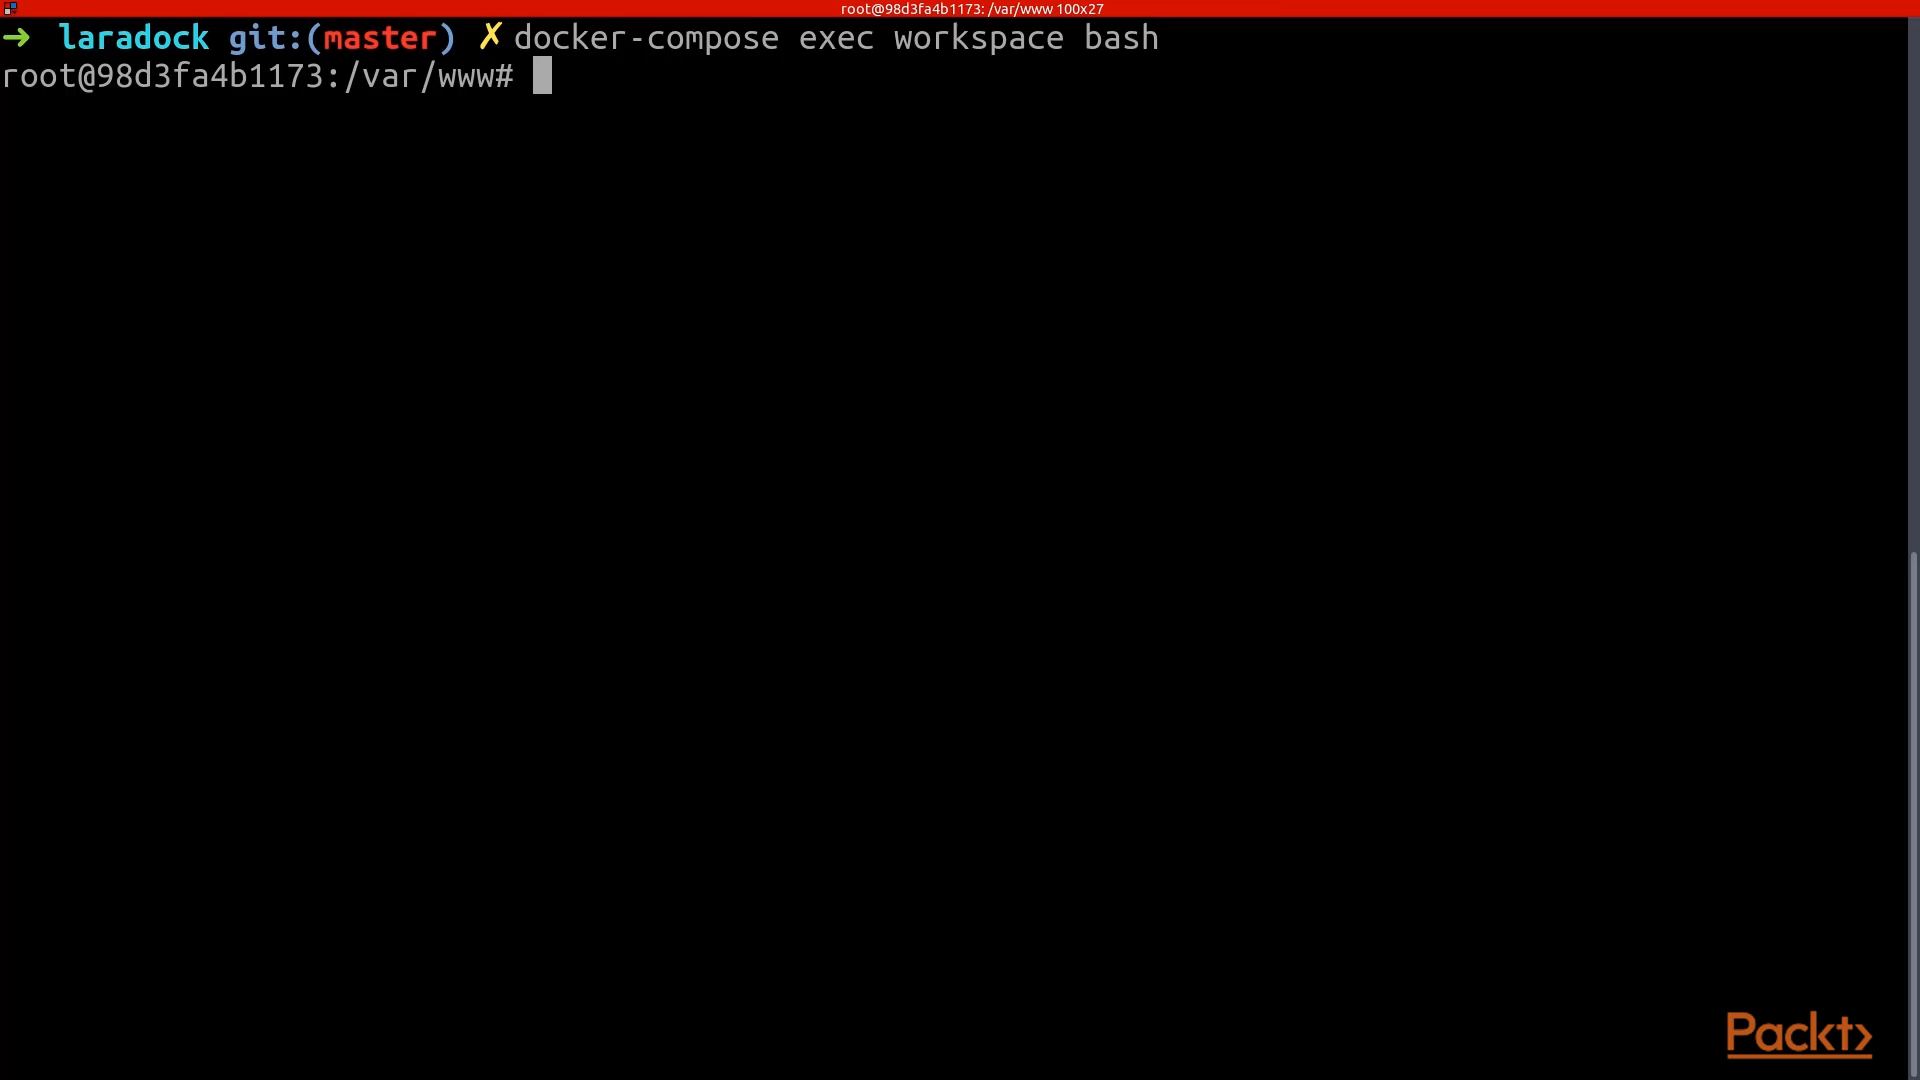 root@98d3fa4b1173: /var/www 100x27
➜ laradock git:(master) ✗ docker-compose exec workspace bash
root@98d3fa4b1173:/var/www#
Packt>